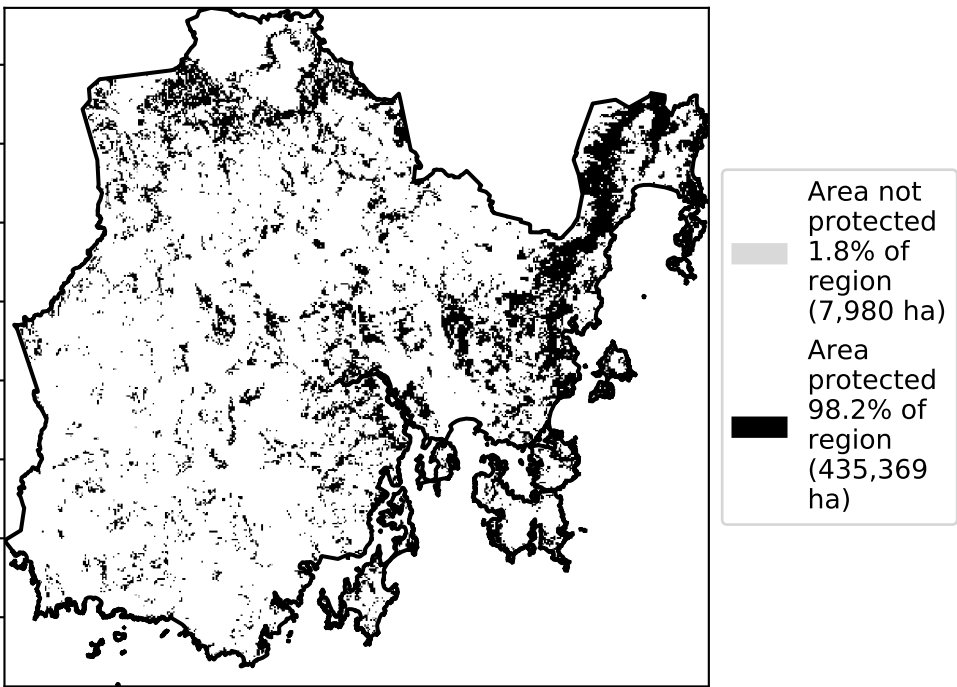 Area not
protected
1.8% of
region
(7,980 ha)
Area
protected
98.2% of
region
(435,369
ha)